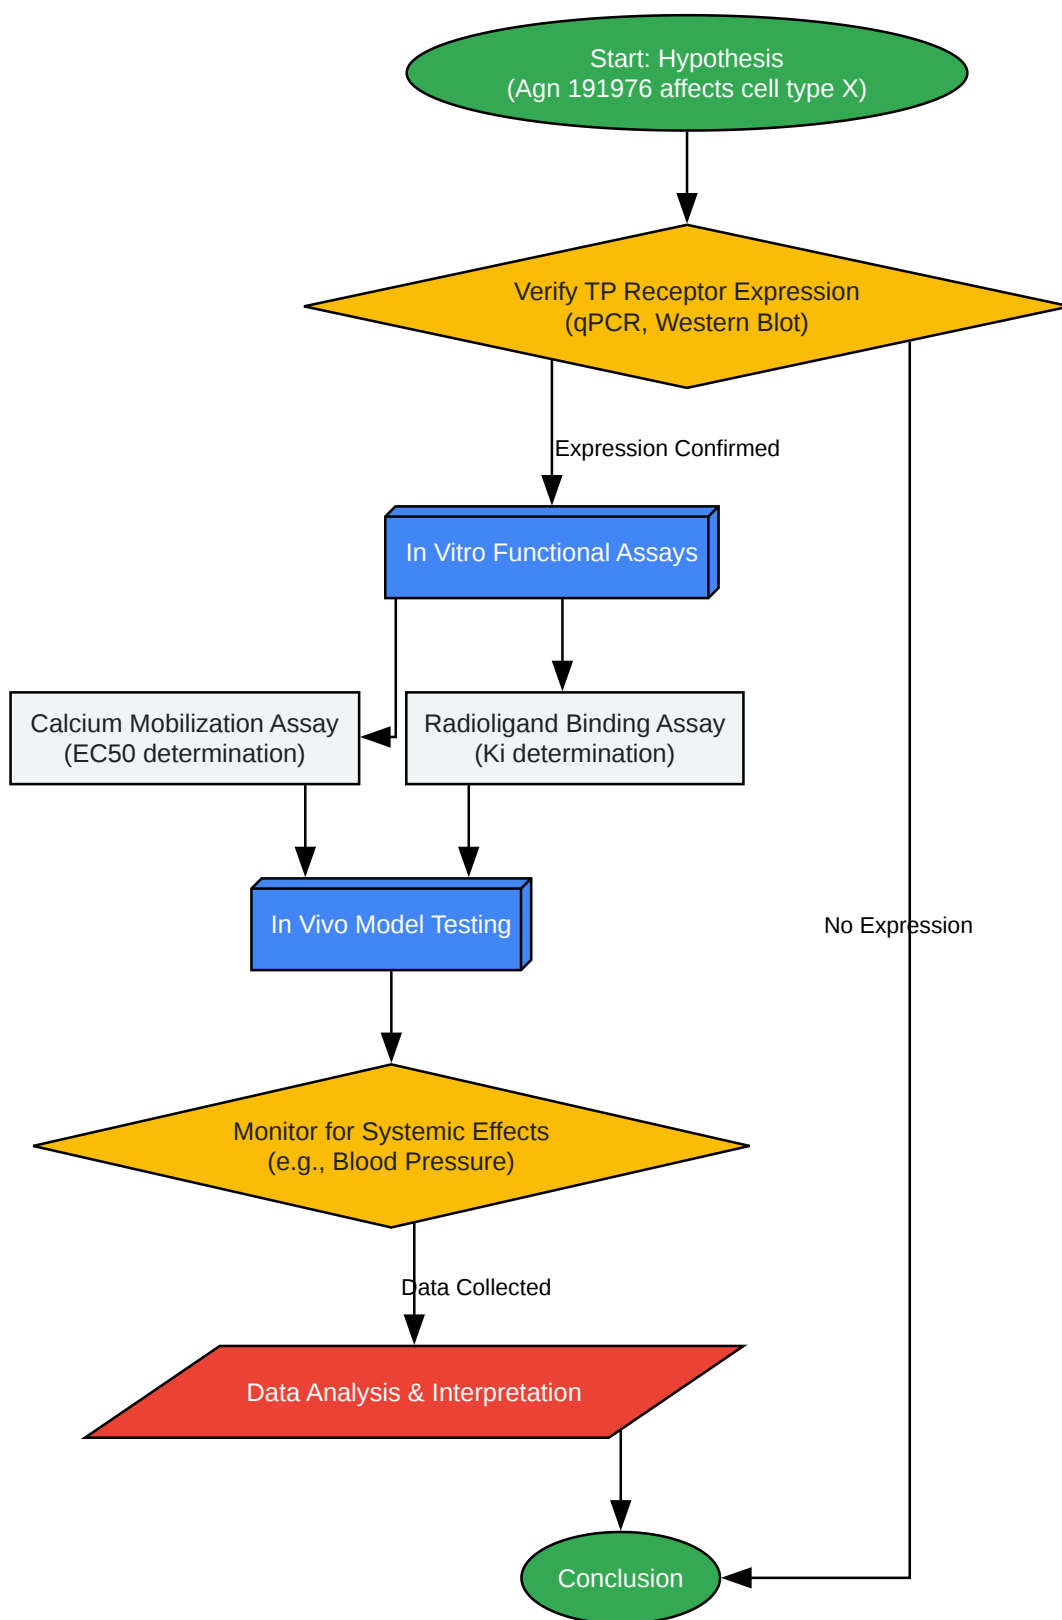 Start: Hypothesis
(Agn 191976 affects cell type X)
Verify TP Receptor Expression
(qPCR, Western Blot)
Expression Confirmed
In Vitro Functional Assays
Calcium Mobilization Assay
(EC50 determination)
Radioligand Binding Assay
(Ki determination)
In Vivo Model Testing
No Expression
Monitor for Systemic Effects
(e.g., Blood Pressure)
Data Collected
Data Analysis & Interpretation
Conclusion